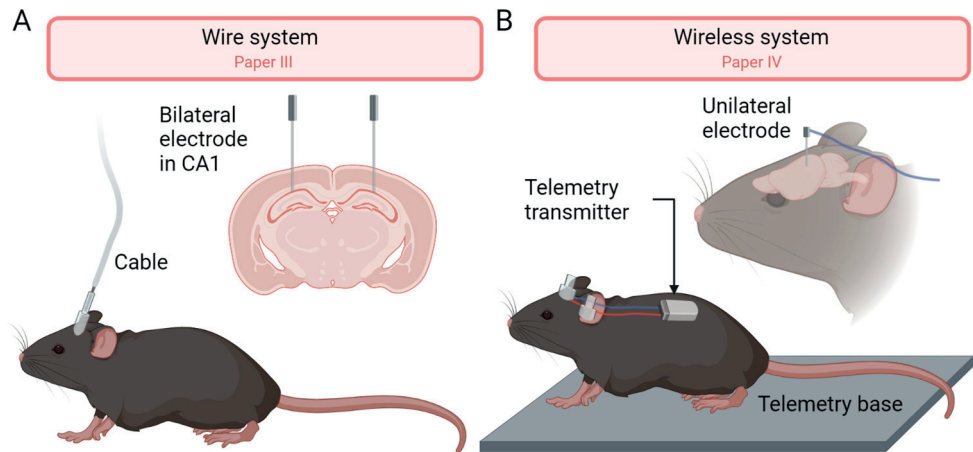 A
Wire system
Paper III
Bilateral
electrode
in CA1
Cable
B
Wireless system
Paper IV
Unilateral
electrode
Telemetry
transmitter
Telemetry base